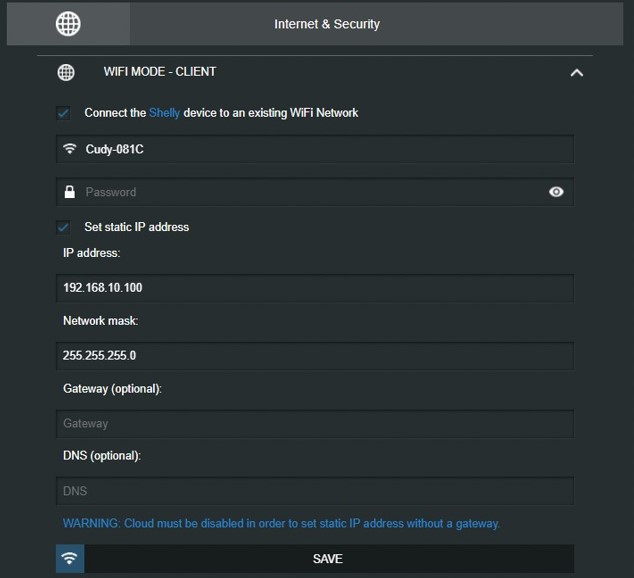 Internet & Security
WIFI MODE - CLIENT
Connect the Shelly device to an existing WiFi Network
Cudy-081C
Password
Set static IP address
IP address:
192.168.10.100
Network mask:
255.255.255.0
Gateway (optional):
Gateway
DNS (optional):
DNS
WARNING: Cloud must be disabled in order to set static IP address without a gateway.
SAVE